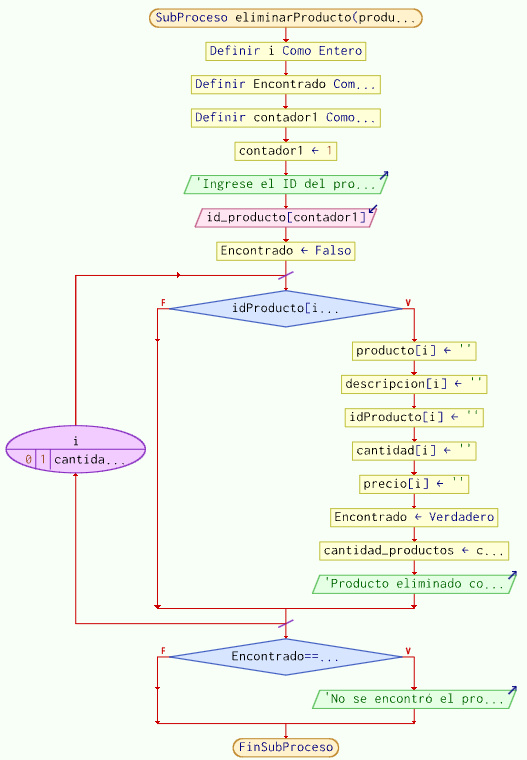 SubProceso eliminarProducto(produ...
Definir i Como Entero
Definir Encontrado Com...
Definir contador1 Como...
contador1 ← 1
'Ingrese el ID del pro...
id_producto[contador1]
Encontrado ← Falso
F
idProducto[i...
V
producto[i] ← ''
descripcion[i] ← ''
idProducto[i] ← ''
cantidad[i] ← ''
precio[i] ← ''
Encontrado ← Verdadero
cantidad_productos ← c...
'Producto eliminado co...
i
0 1 cantida...
F
Encontrado==...
V
'No se encontró el pro...
FinSubProceso